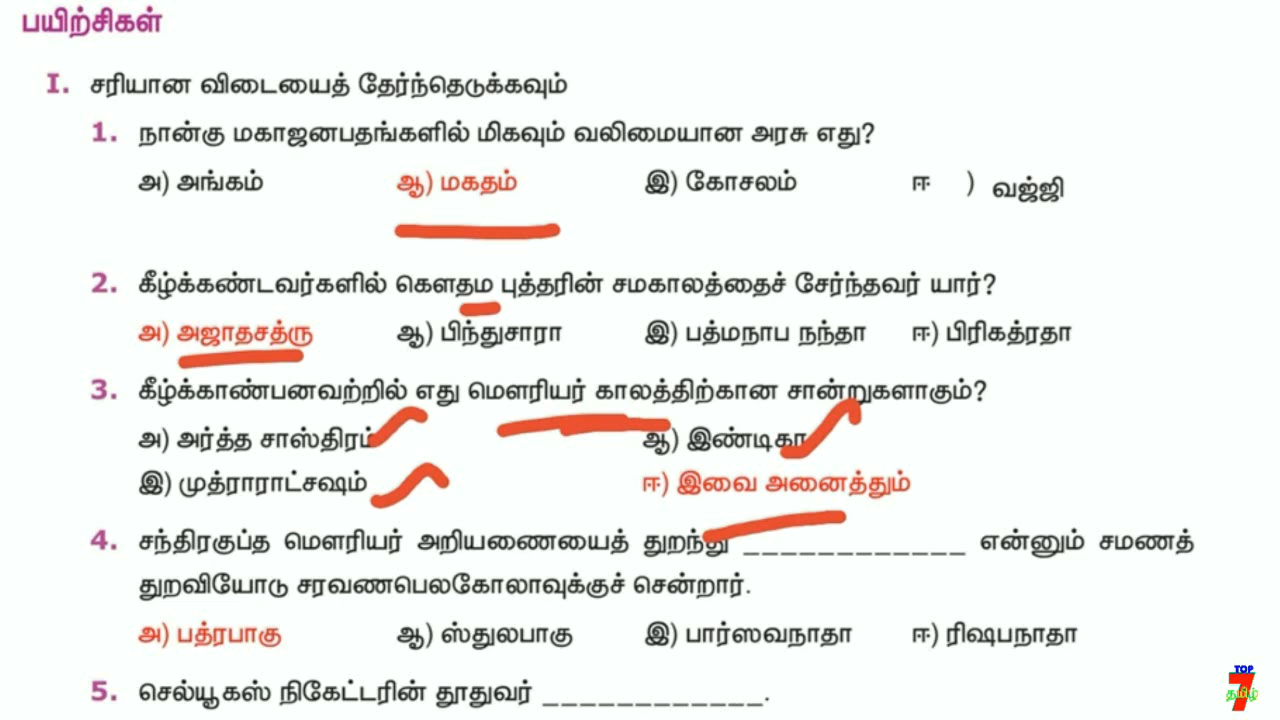 பயிற்சிகள்
I. சரியான விடையைத் தேர்ந்தெடுக்கவும்
1. நான்கு மகாஜனபதங்களில் மிகவும் வலிமையான அரசு எது?
அ) அங்கம் ஆ) மகதம் இ) கோசலம் ஈ ) வஜ்ஜி
2. கீழ்க்கண்டவர்களில் கௌதம புத்தரின் சமகாலத்தைச் சேர்ந்தவர் யார்?
அ) அஜாதசத்ரு ஆ) பிந்துசாரா இ) பத்மநாப நந்தா ஈ) பிரிகத்ரதா
3. கீழ்க்காண்பனவற்றில் எது மௌரியர் காலத்திற்கான சான்றுகளாகும்?
அ) அர்த்த சாஸ்திரம் ஆ) இண்டிகா
இ) முத்ராராட்சஷம் ஈ) இவை அனைத்தும்
4. சந்திரகுப்த மௌரியர் அறியணையைத் துறந்து ____________ என்னும் சமணத்
துறவியோடு சரவணபெலகோலாவுக்குச் சென்றார்.
அ) பத்ரபாகு ஆ) ஸ்துலபாகு இ) பார்ஸவநாதா ஈ) ரிஷபநாதா
5. செல்யூகஸ் நிகேட்டரின் தூதுவர் ____________.
TOP
7
தமிழ்